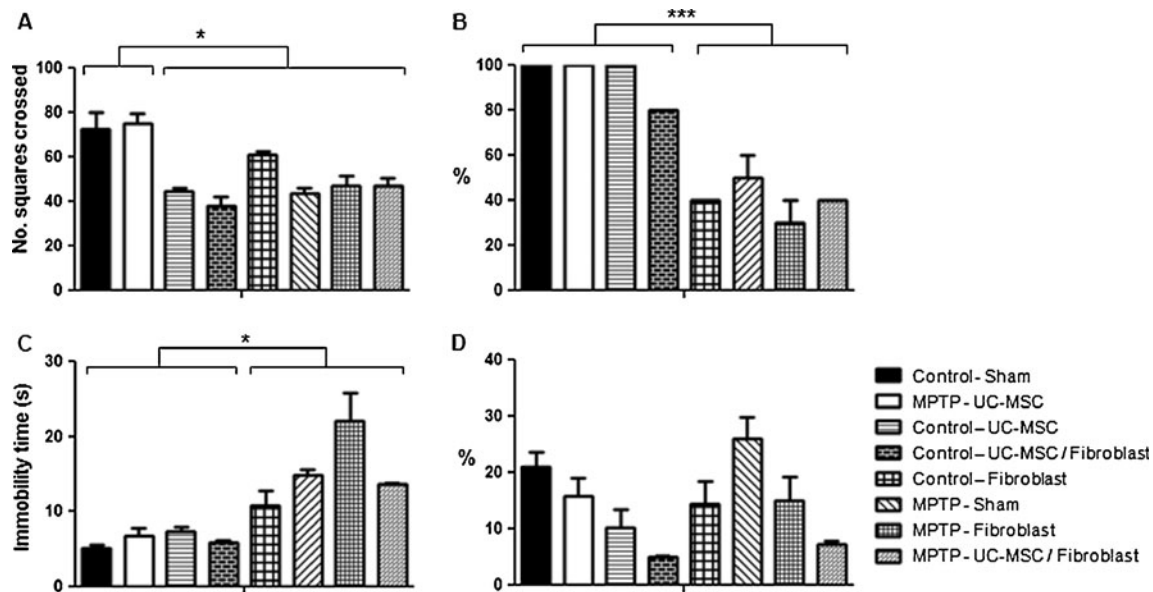 A
*
No. squares crossed
100
80
60
40
20
0
B
***
%
100
80
60
40
20
0
C
*
Immobility time (s)
30
20
10
0
D
%
40
30
20
10
0
Control- Sham
MPTP- UC-MSC
Control– UC-MSC
Control– UC-MSC/ Fibroblast
Control– Fibroblast
MPTP- Sham
MPTP- Fibroblast
MPTP- UC-MSC/ Fibroblast